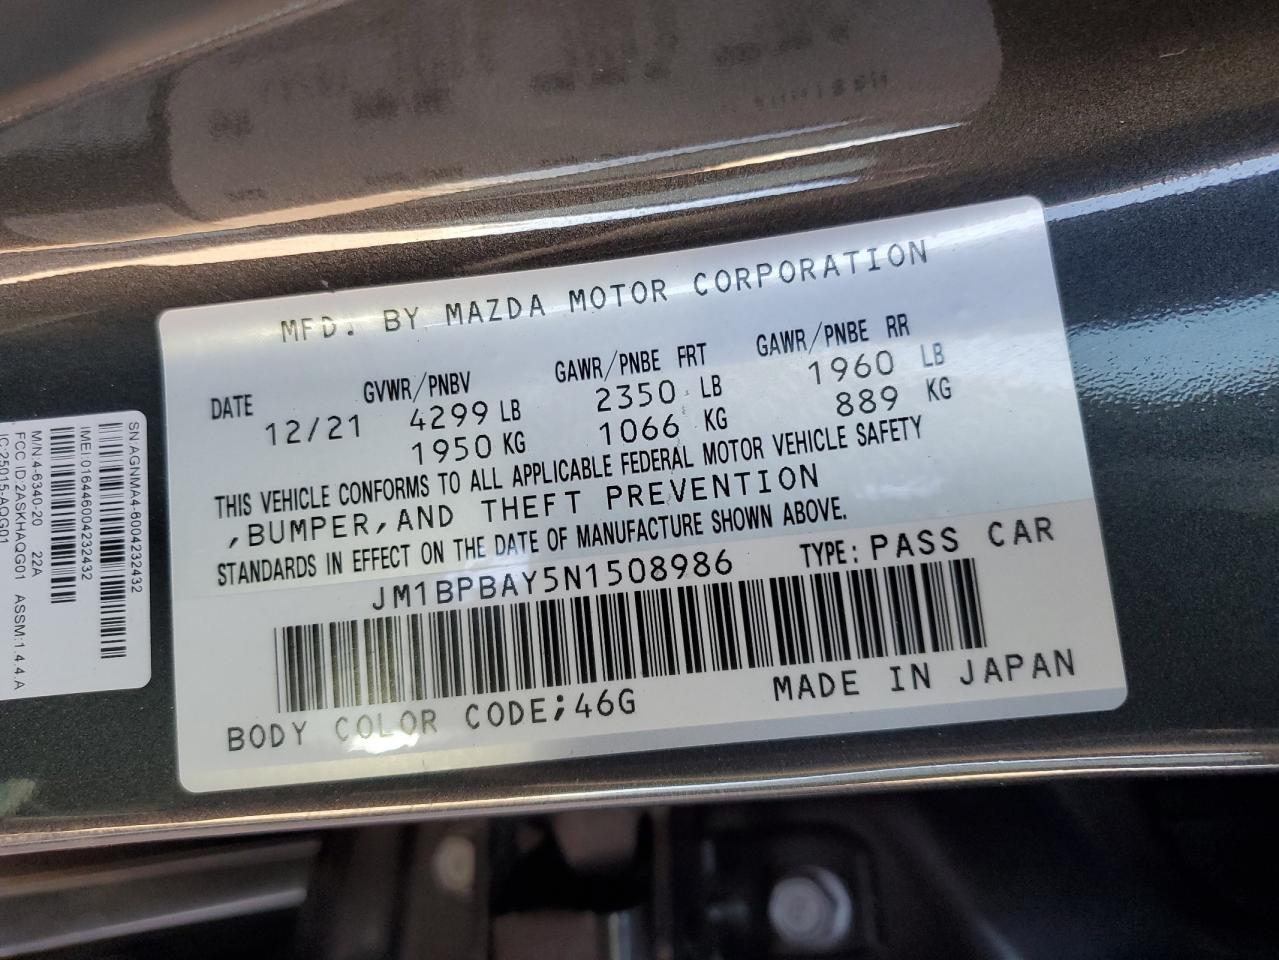 MFD. BY MAZDA MOTOR CORPORATION
DATE GVWR/PNBV GAWR/PNBE FRT GAWR/PNBE RR
12/21 4299 LB 2350 LB 1960 LB
1950 KG 1066 KG 889 KG
THIS VEHICLE CONFORMS TO ALL APPLICABLE FEDERAL MOTOR VEHICLE SAFETY
,BUMPER,AND THEFT PREVENTION
STANDARDS IN EFFECT ON THE DATE OF MANUFACTURE SHOWN ABOVE.
JM1BPBAY5N1508986 TYPE: PASS CAR
BODY COLOR CODE;46G MADE IN JAPAN
SN:AGNMA4-6004232432
IMEI:016446004232432
M/N:4-6340-20 22A
FCC ID:2ASKHAQG01 ASSM:1.4.4.A
IC:25015-AQG01